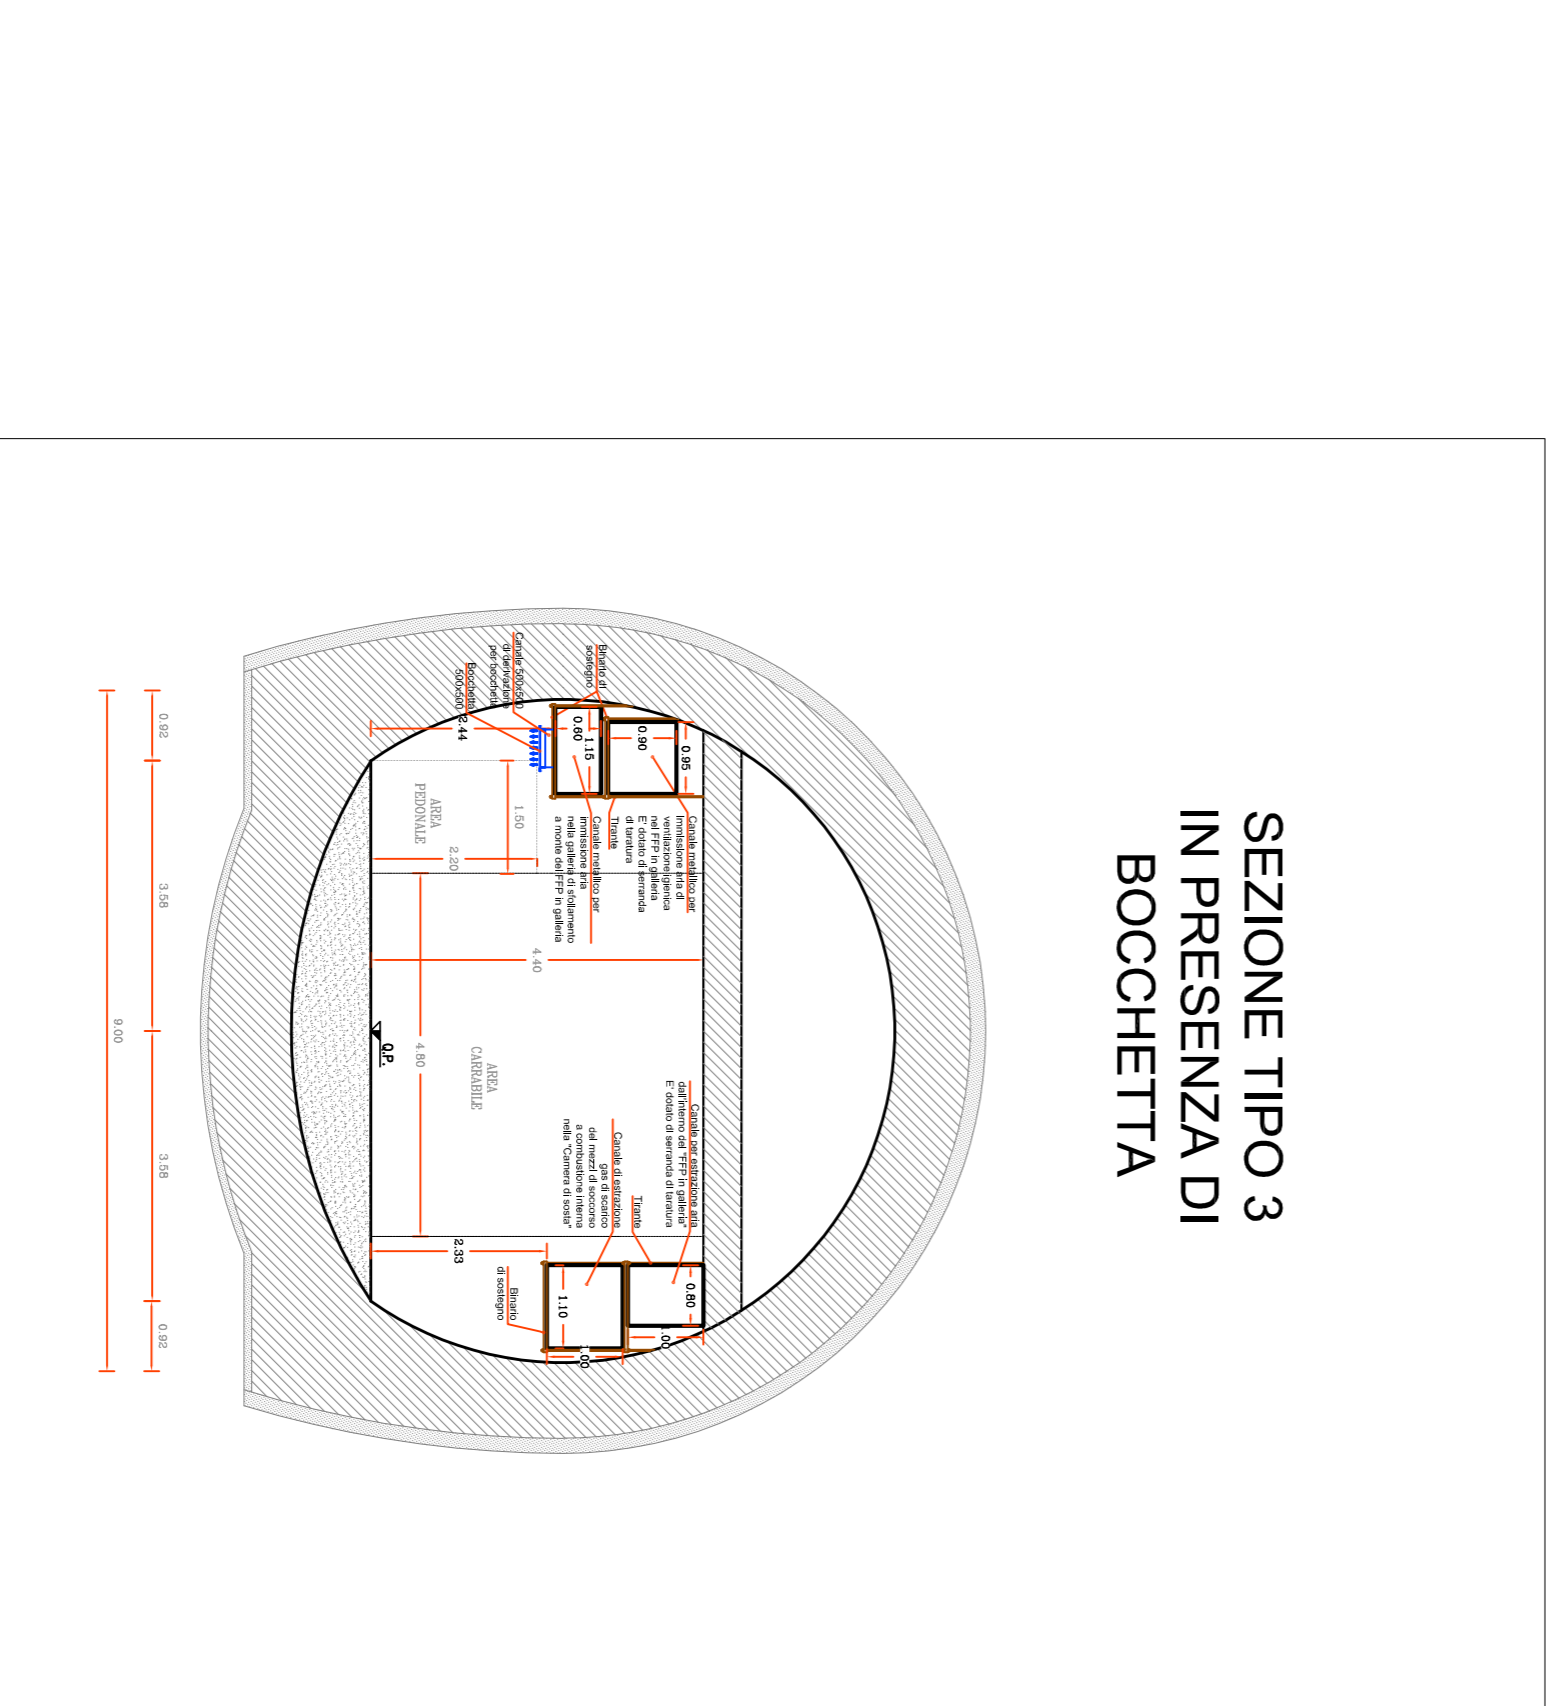 SEZIONE TIPO 3
IN PRESENZA DI
BOCCHETTA
Binario di
sostegno
Canale 500x500
di derivazione
per bocchetta
Bocchetta
500x500
0.95
0.90
1.15
0.60
2.44
Canale metallico per
immissione aria di
ventilazione igienica
nel FFP in galleria
E' dotato di serranda
di taratura
Tirante
Canale metallico per
immissione aria
nella galleria di sfollamento
a monte del FFP in galleria
1.50
2.20
AREA
PEDONALE
4.40
4.80
AREA
CARRABILE
Q.P.
Canale per estrazione aria
dall'interno del "FFP in galleria"
E' dotato di serranda di taratura
Tirante
Canale di estrazione
gas di scarico
dei mezzi di soccorso
a combustione interna
nella "Camera di sosta"
0.80
1.00
1.10
1.00
2.33
Binario
di sostegno
0.92
3.58
3.58
0.92
9.00